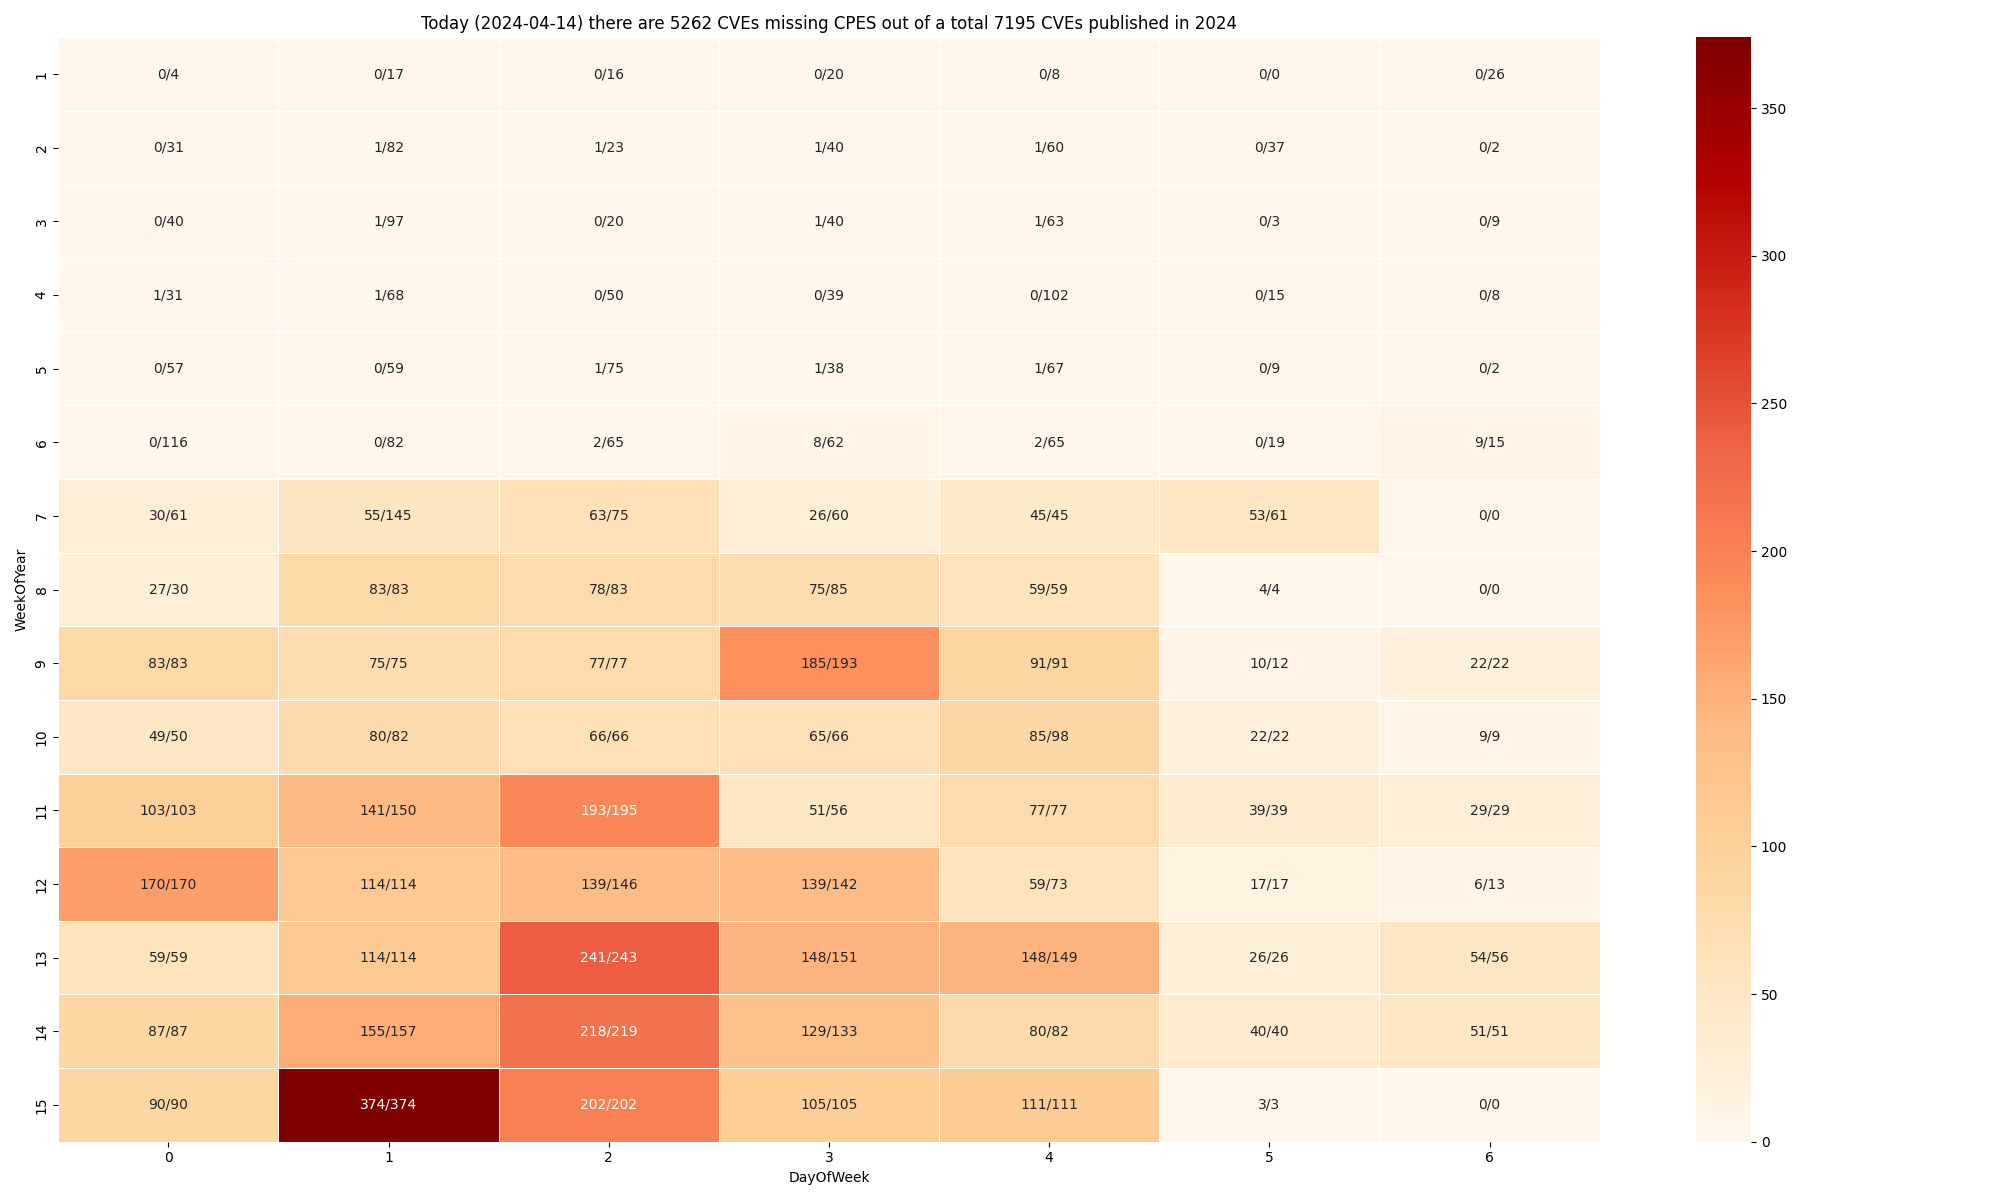 Today (2024-04-14) there are 5262 CVEs missing CPES out of a total 7195 CVEs published in 2024
WeekOfYear
1 0/4 0/17 0/16 0/20 0/8 0/0 0/26
2 0/31 1/82 1/23 1/40 1/60 0/37 0/2
3 0/40 1/97 0/20 1/40 1/63 0/3 0/9
4 1/31 1/68 0/50 0/39 0/102 0/15 0/8
5 0/57 0/59 1/75 1/38 1/67 0/9 0/2
6 0/116 0/82 2/65 8/62 2/65 0/19 9/15
7 30/61 55/145 63/75 26/60 45/45 53/61 0/0
8 27/30 83/83 78/83 75/85 59/59 4/4 0/0
9 83/83 75/75 77/77 185/193 91/91 10/12 22/22
10 49/50 80/82 66/66 65/66 85/98 22/22 9/9
11 103/103 141/150 193/195 51/56 77/77 39/39 29/29
12 170/170 114/114 139/146 139/142 59/73 17/17 6/13
13 59/59 114/114 241/243 148/151 148/149 26/26 54/56
14 87/87 155/157 218/219 129/133 80/82 40/40 51/51
15 90/90 374/374 202/202 105/105 111/111 3/3 0/0
0 1 2 3 4 5 6
DayOfWeek
350
300
250
200
150
100
50
0